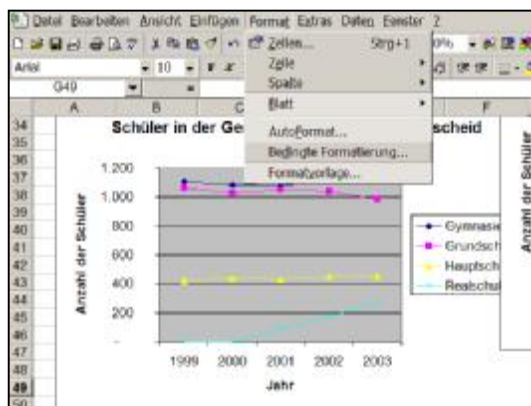 Datei Bearbeiten Ansicht Einfügen Format Extras Daten Fenster ?
Zellen... Strg+1
Arial 10
Zeile
G49 =
Spalte
A B C F
Blatt
34
Schüler in der Ge scheid
35
AutoFormat...
36
Bedingte Formatierung...
37
1.200
Formatvorlage...
38
1.000
39
800
40
Gymnasie
41
600
Grundsch
42
Hauptsch
43
400
Realschul
44
45
200
46
-
47
1999 2000 2001 2002 2003
48
49
Jahr
50
Anzahl der Schüler
Anzahl der Schüler